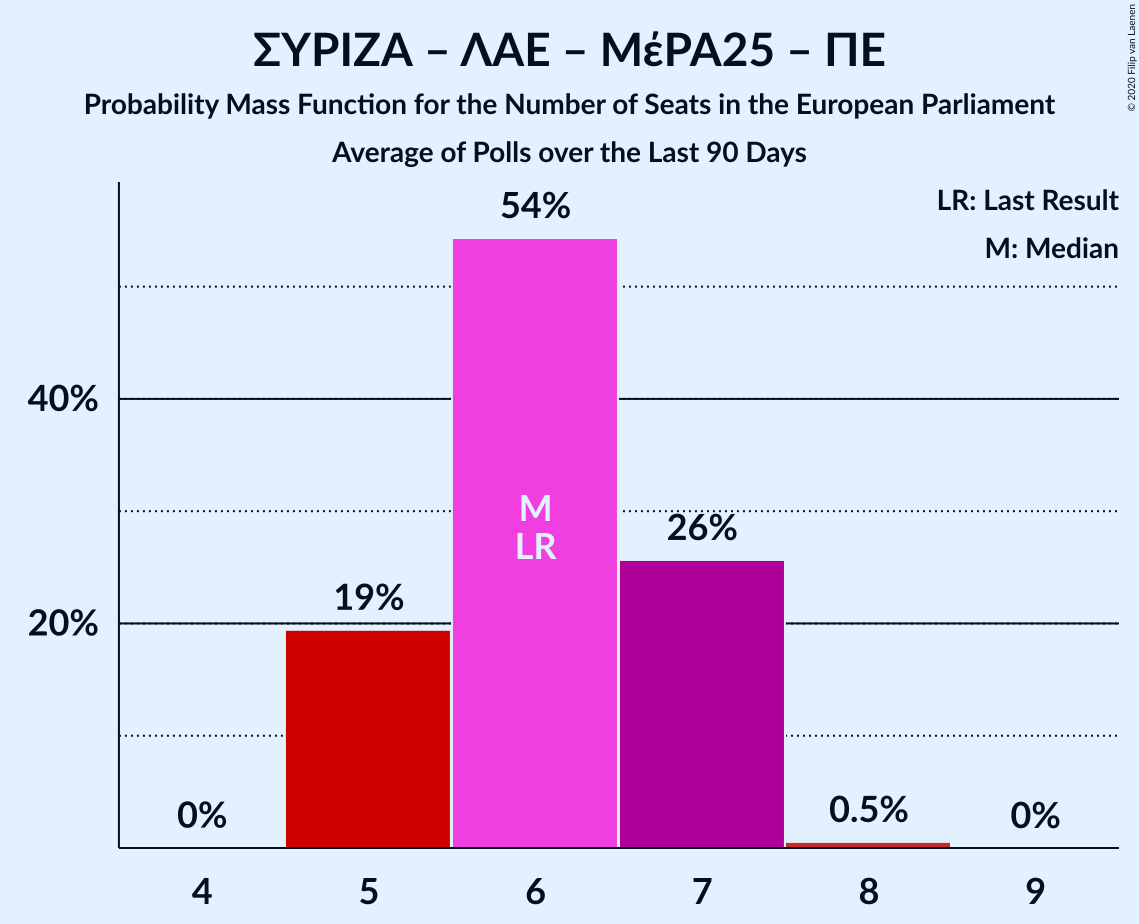 ΣΥΡΙΖΑ – ΛΑΕ – ΜέΡΑ25 – ΠΕ
Probability Mass Function for the Number of Seats in the European Parliament
Average of Polls over the Last 90 Days
© 2020 Filip van Laenen
LR: Last Result
M: Median
54%
40%
M
LR
26%
19%
20%
0%
0.5%
0%
4 5 6 7 8 9